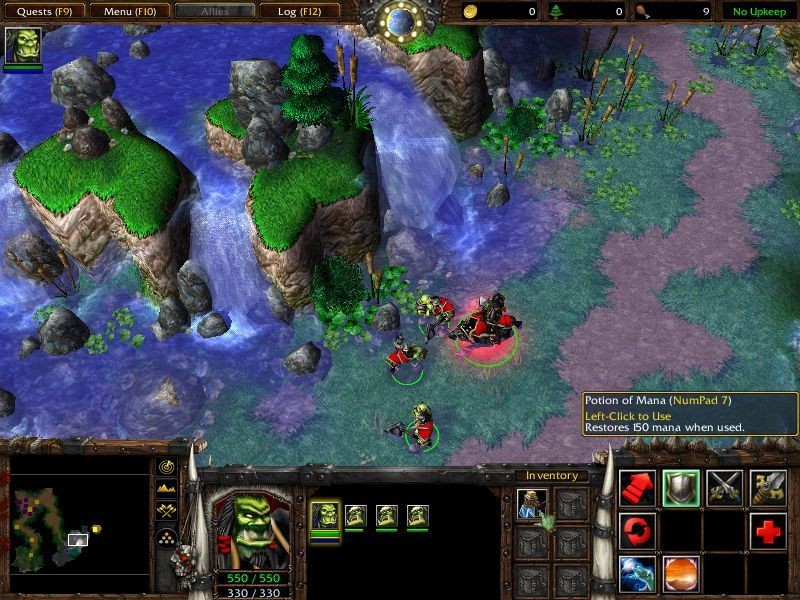 Quests (F9)
Menu (F10)
Allies
Log (F12)
0
0
9
No Upkeep
Potion of Mana (NumPad 7)
Left-Click to Use
Restores 150 mana when used.
Inventory
550 / 550
330 / 330